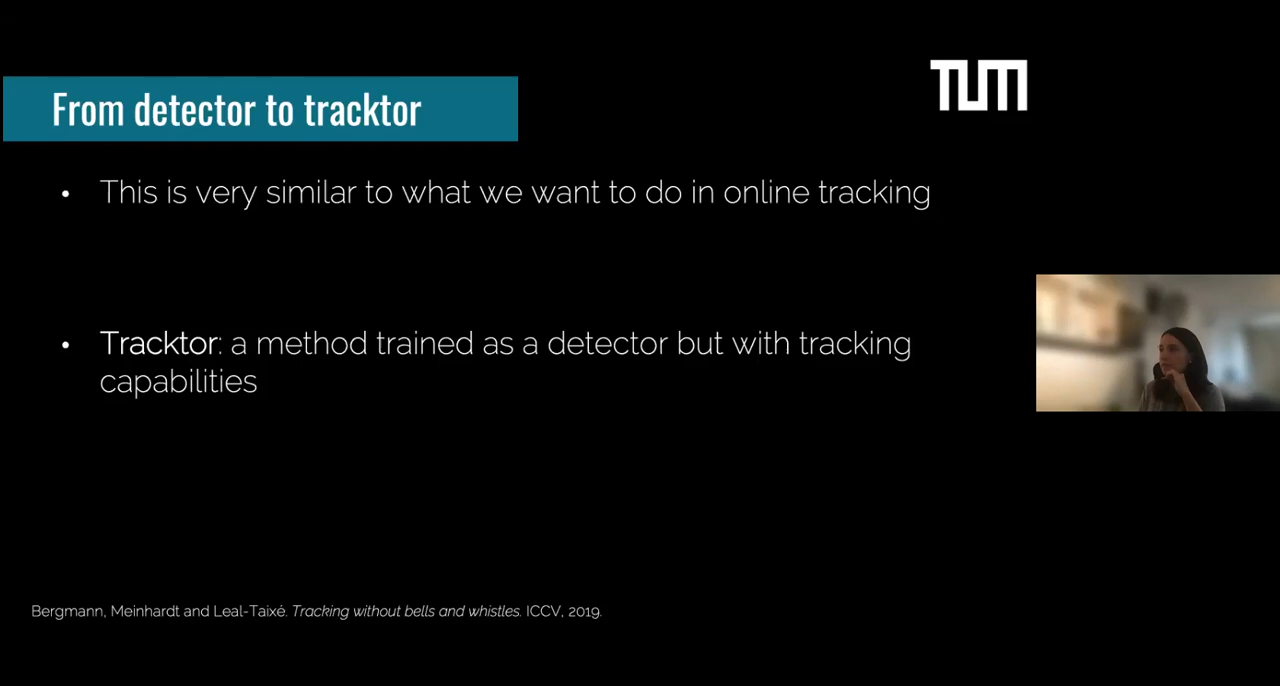 TUM
From detector to tracktor
• This is very similar to what we want to do in online tracking
• Tracktor: a method trained as a detector but with tracking
capabilities
Bergmann, Meinhardt and Leal-Taixé. Tracking without bells and whistles. ICCV, 2019.